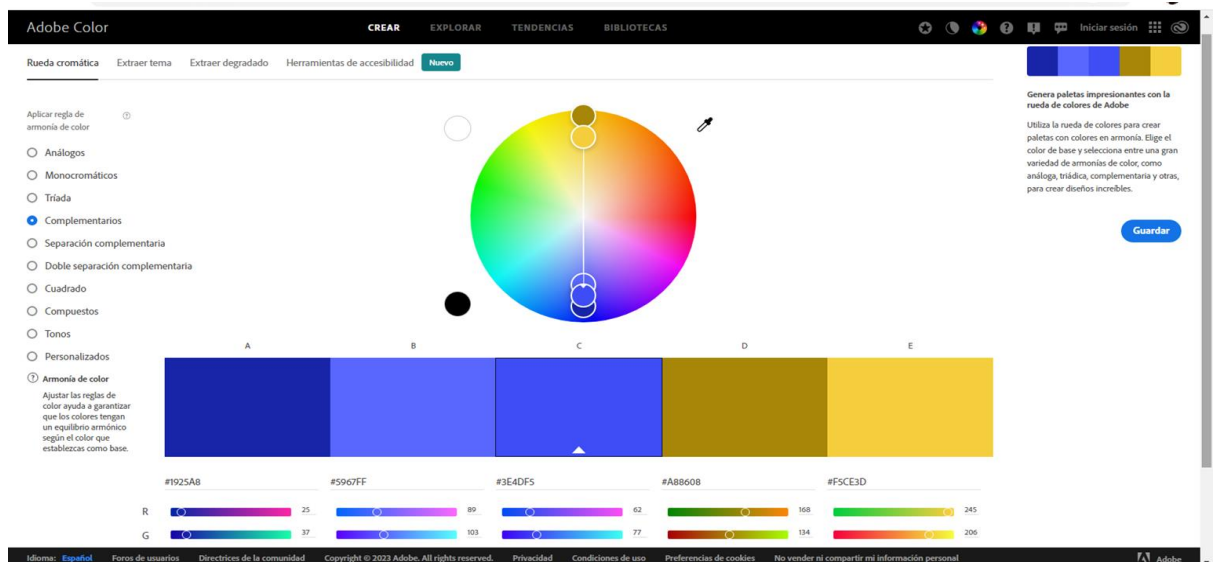 Adobe Color
CREAR EXPLORAR TENDENCIAS BIBLIOTECAS
Iniciar sesión
Rueda cromática Extraer tema Extraer degradado Herramientas de accesibilidad Nuevo
Aplicar regla de
armonía de color
Análogos
Monocromáticos
Tríada
Complementarios
Separación complementaria
Doble separación complementaria
Cuadrado
Compuestos
Tonos
Personalizados
Armonía de color
Ajustar las reglas de
color ayuda a garantizar
que los colores tengan
un equilibrio armónico
según el color que
establezcas como base.
A B C D E
#1925A8 #5967FF #3E4DF5 #A88608 #F5CE3D
R 25 89 62 168 245
G 37 103 77 134 206
Genera paletas impresionantes con la
rueda de colores de Adobe
Utiliza la rueda de colores para crear
paletas con colores en armonía. Elige el
color de base y selecciona entre una gran
variedad de armonías de color, como
análoga, triádica, complementaria y otras,
para crear diseños increíbles.
Guardar
Idioma: Español Foros de usuarios Directrices de la comunidad Copyright © 2023 Adobe. All rights reserved. Privacidad Condiciones de uso Preferencias de cookies No vender ni compartir mi información personal Adobe